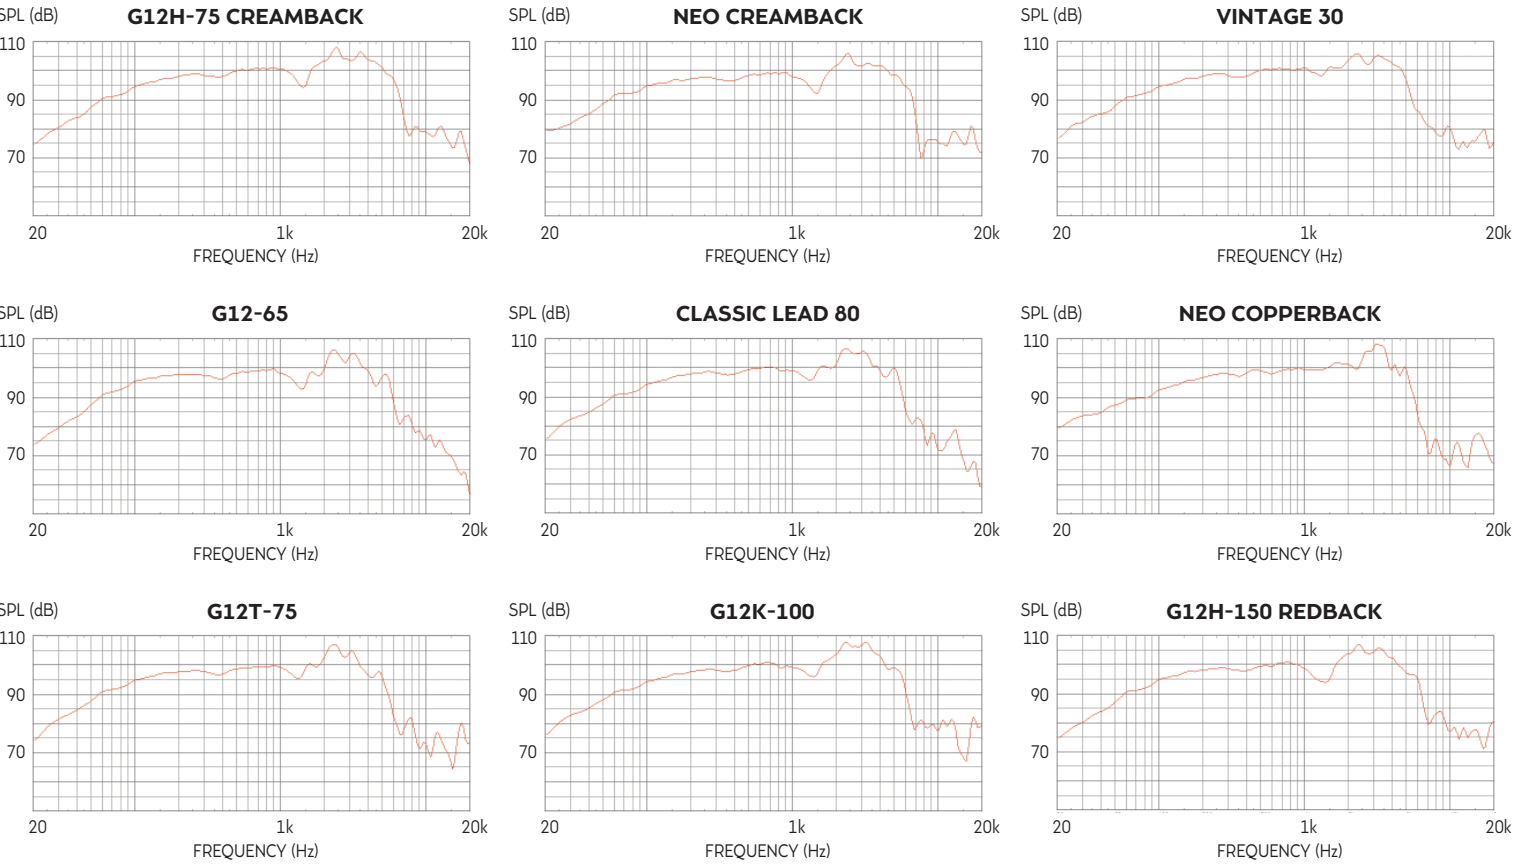 SPL (dB) G12H-75 CREAMBACK
110
90
70
20 1k 20k
FREQUENCY (Hz)
SPL (dB) NEO CREAMBACK
110
90
70
20 1k 20k
FREQUENCY (Hz)
SPL (dB) VINTAGE 30
110
90
70
20 1k 20k
FREQUENCY (Hz)
SPL (dB) G12-65
110
90
70
20 1k 20k
FREQUENCY (Hz)
SPL (dB) CLASSIC LEAD 80
110
90
70
20 1k 20k
FREQUENCY (Hz)
SPL (dB) NEO COPPERBACK
110
90
70
20 1k 20k
FREQUENCY (Hz)
SPL (dB) G12T-75
110
90
70
20 1k 20k
FREQUENCY (Hz)
SPL (dB) G12K-100
110
90
70
20 1k 20k
FREQUENCY (Hz)
SPL (dB) G12H-150 REDBACK
110
90
70
20 1k 20k
FREQUENCY (Hz)